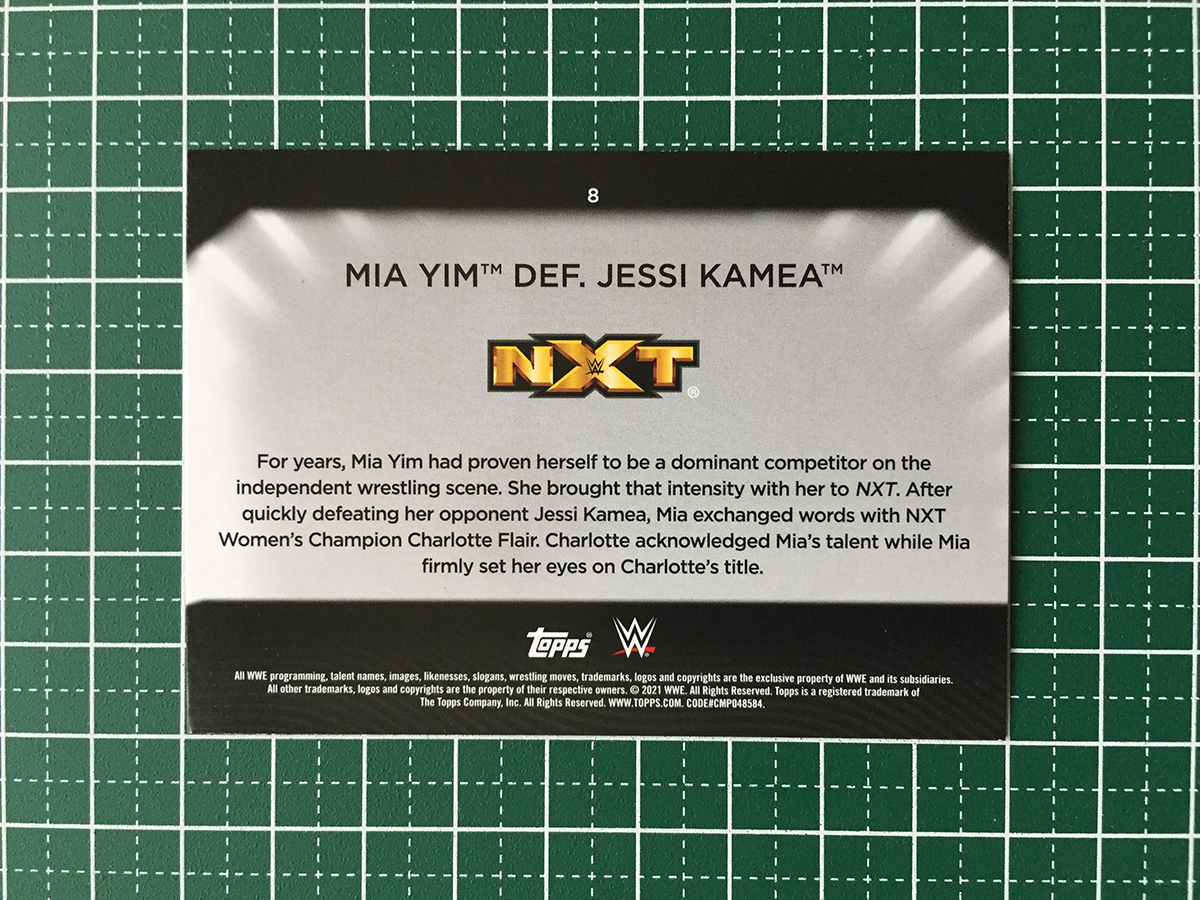 8
MIA YIM™ DEF. JESSI KAMEA™
NXT®
For years, Mia Yim had proven herself to be a dominant competitor on the
independent wrestling scene. She brought that intensity with her to NXT. After
quickly defeating her opponent Jessi Kamea, Mia exchanged words with NXT
Women's Champion Charlotte Flair. Charlotte acknowledged Mia's talent while Mia
firmly set her eyes on Charlotte's title.
topps® W®
All WWE programming, talent names, images, likenesses, slogans, wrestling moves, trademarks, logos and copyrights are the exclusive property of WWE and its subsidiaries.
All other trademarks, logos and copyrights are the property of their respective owners. © 2021 WWE. All Rights Reserved. Topps is a registered trademark of
The Topps Company, Inc. All Rights Reserved. WWW.TOPPS.COM. CODE#CMP048584.